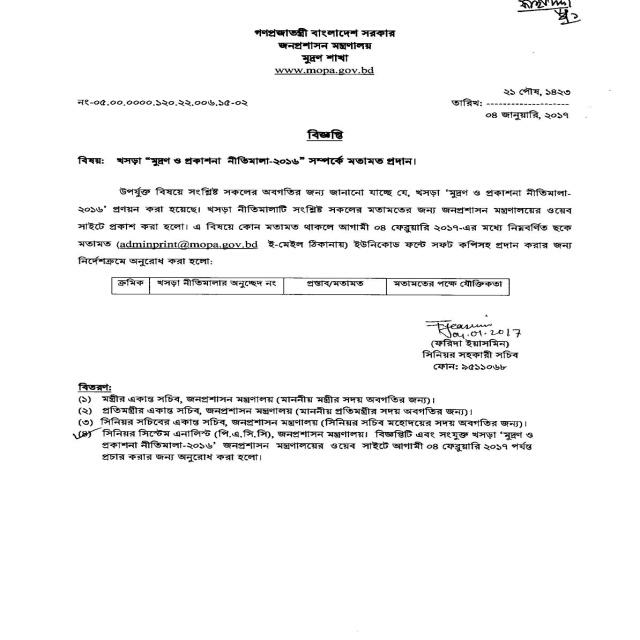 গণপ্রজাতন্ত্রী বাংলাদেশ সরকার
জনপ্রশাসন মন্ত্রণালয়
মুদ্রণ শাখা
www.mopa.gov.bd
২১ পৌষ, ১৪২৩
নং-০৫.০০.০০০০.১২০.২২.০০৬.১৫-০২
তারিখ: --------------------
০৪ জানুয়ারি, ২০১৭
বিজ্ঞপ্তি
বিষয়: খসড়া “মুদ্রণ ও প্রকাশনা নীতিমালা-২০১৬” সম্পর্কে মতামত প্রদান।
উপর্যুক্ত বিষয়ে সংশ্লিষ্ট সকলের অবগতির জন্য জানানো যাচ্ছে যে, খসড়া ‘মুদ্রণ ও প্রকাশনা নীতিমালা-
২০১৬’ প্রণয়ন করা হয়েছে। খসড়া নীতিমালাটি সংশ্লিষ্ট সকলের মতামতের জন্য জনপ্রশাসন মন্ত্রণালয়ের ওয়েব
সাইটে প্রকাশ করা হলো। এ বিষয়ে কোন মতামত থাকলে আগামী ০৪ ফেব্রুয়ারি ২০১৭-এর মধ্যে নিম্নবর্ণিত ছকে
মতামত (adminprint@mopa.gov.bd ই-মেইল ঠিকানায়) ইউনিকোড ফন্টে সফট কপিসহ প্রদান করার জন্য
নির্দেশক্রমে অনুরোধ করা হলো:
ক্রমিক খসড়া নীতিমালার অনুচ্ছেদ নং প্রস্তাব/মতামত মতামতের পক্ষে যৌক্তিকতা
04.01.2017
(ফরিদা ইয়াসমিন)
সিনিয়র সহকারী সচিব
ফোন: ৯৫১১০৬৮
বিতরণ:
(১) মন্ত্রীর একান্ত সচিব, জনপ্রশাসন মন্ত্রণালয় (মাননীয় মন্ত্রীর সদয় অবগতির জন্য)।
(২) প্রতিমন্ত্রীর একান্ত সচিব, জনপ্রশাসন মন্ত্রণালয় (মাননীয় প্রতিমন্ত্রীর সদয় অবগতির জন্য)।
(৩) সিনিয়র সচিবের একান্ত সচিব, জনপ্রশাসন মন্ত্রণালয় (সিনিয়র সচিব মহোদয়ের সদয় অবগতির জন্য)।
(৪) সিনিয়র সিস্টেম এনালিস্ট (পি.এ.সি.সি), জনপ্রশাসন মন্ত্রণালয়। বিজ্ঞপ্তিটি এবং সংযুক্ত খসড়া ‘মুদ্রণ ও
প্রকাশনা নীতিমালা-২০১৬’ জনপ্রশাসন মন্ত্রণালয়ের ওয়েব সাইটে আগামী ০৪ ফেব্রুয়ারি ২০১৭ পর্যন্ত
প্রচার করার জন্য অনুরোধ করা হলো।